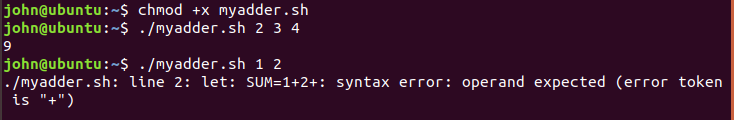 john@ubuntu:~$ chmod +x myadder.sh
john@ubuntu:~$ ./myadder.sh 2 3 4
9
john@ubuntu:~$ ./myadder.sh 1 2
./myadder.sh: line 2: let: SUM=1+2+: syntax error: operand expected (error token
is "+")